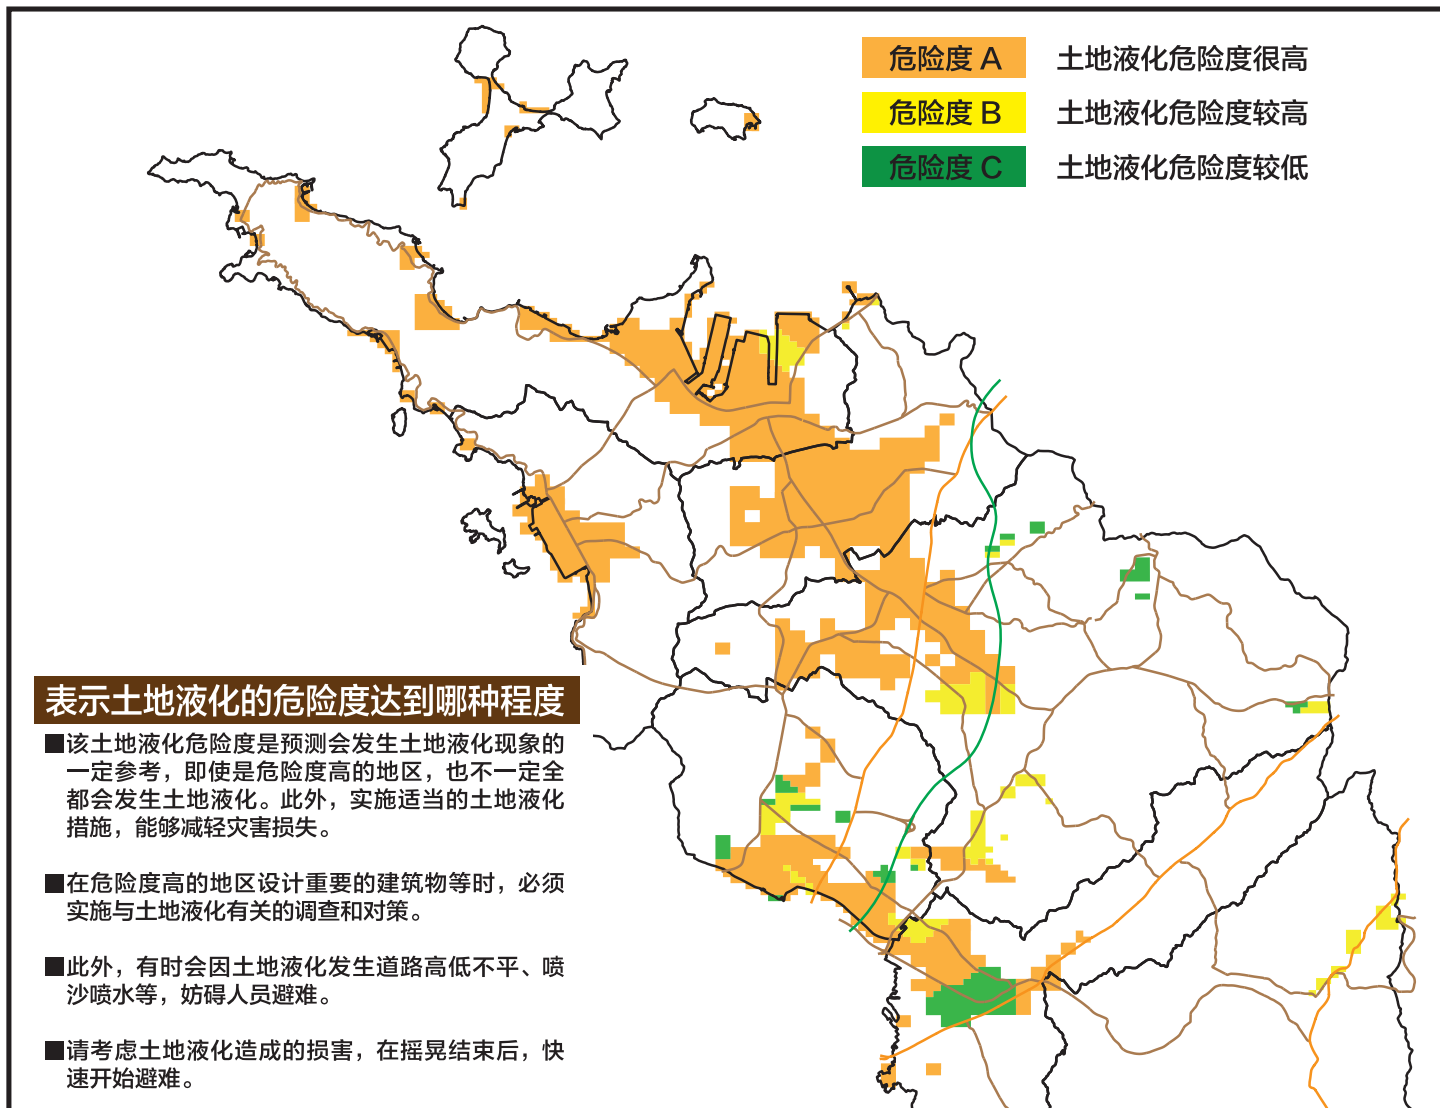 危险度 A 土地液化危险度很高
危险度 B 土地液化危险度较高
危险度 C 土地液化危险度较低
表示土地液化的危险度达到哪种程度
■该土地液化危险度是预测会发生土地液化现象的
一定参考，即使是危险度高的地区，也不一定全
都会发生土地液化。此外，实施适当的土地液化
措施，能够减轻灾害损失。
■在危险度高的地区设计重要的建筑物等时，必须
实施与土地液化有关的调查和对策。
■此外，有时会因土地液化发生道路高低不平、喷
沙喷水等，妨碍人员避难。
■请考虑土地液化造成的损害，在摇晃结束后，快
速开始避难。